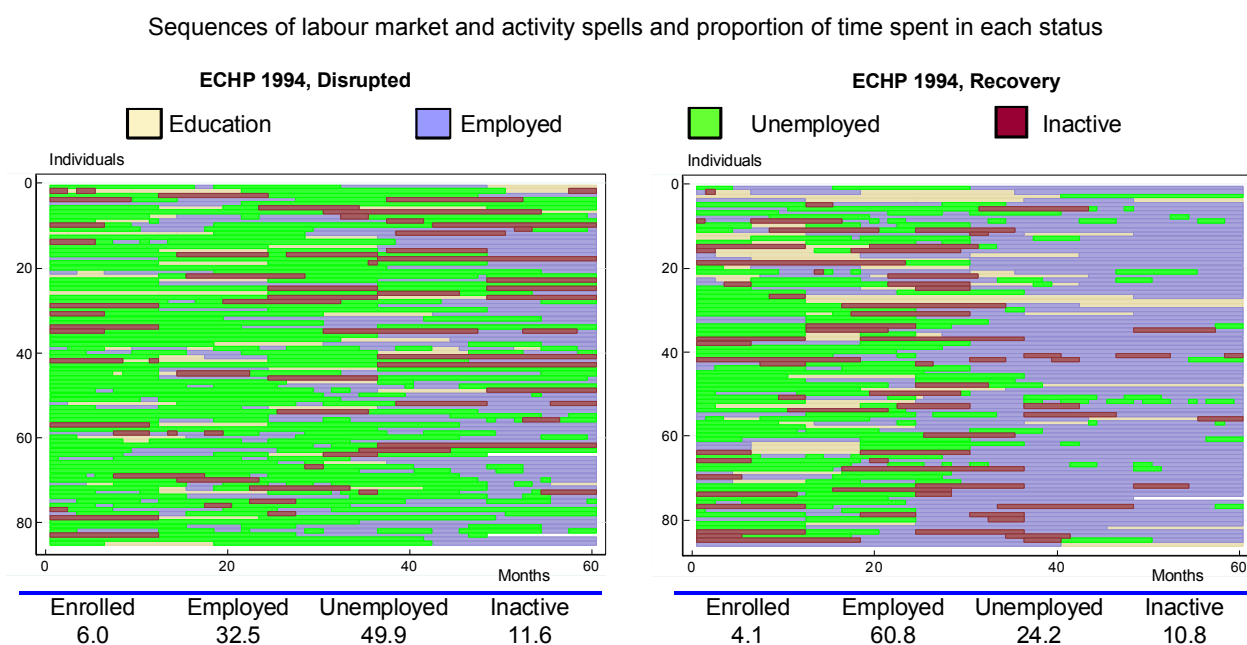 Sequences of labour market and activity spells and proportion of time spent in each status
ECHP 1994, Disrupted
ECHP 1994, Recovery
Education
Employed
Unemployed
Inactive
Individuals
0
20
40
60
80
0
20
40
60
Months
Individuals
0
20
40
60
80
0
20
40
60
Months
Enrolled Employed Unemployed Inactive
6.0 32.5 49.9 11.6
Enrolled Employed Unemployed Inactive
4.1 60.8 24.2 10.8